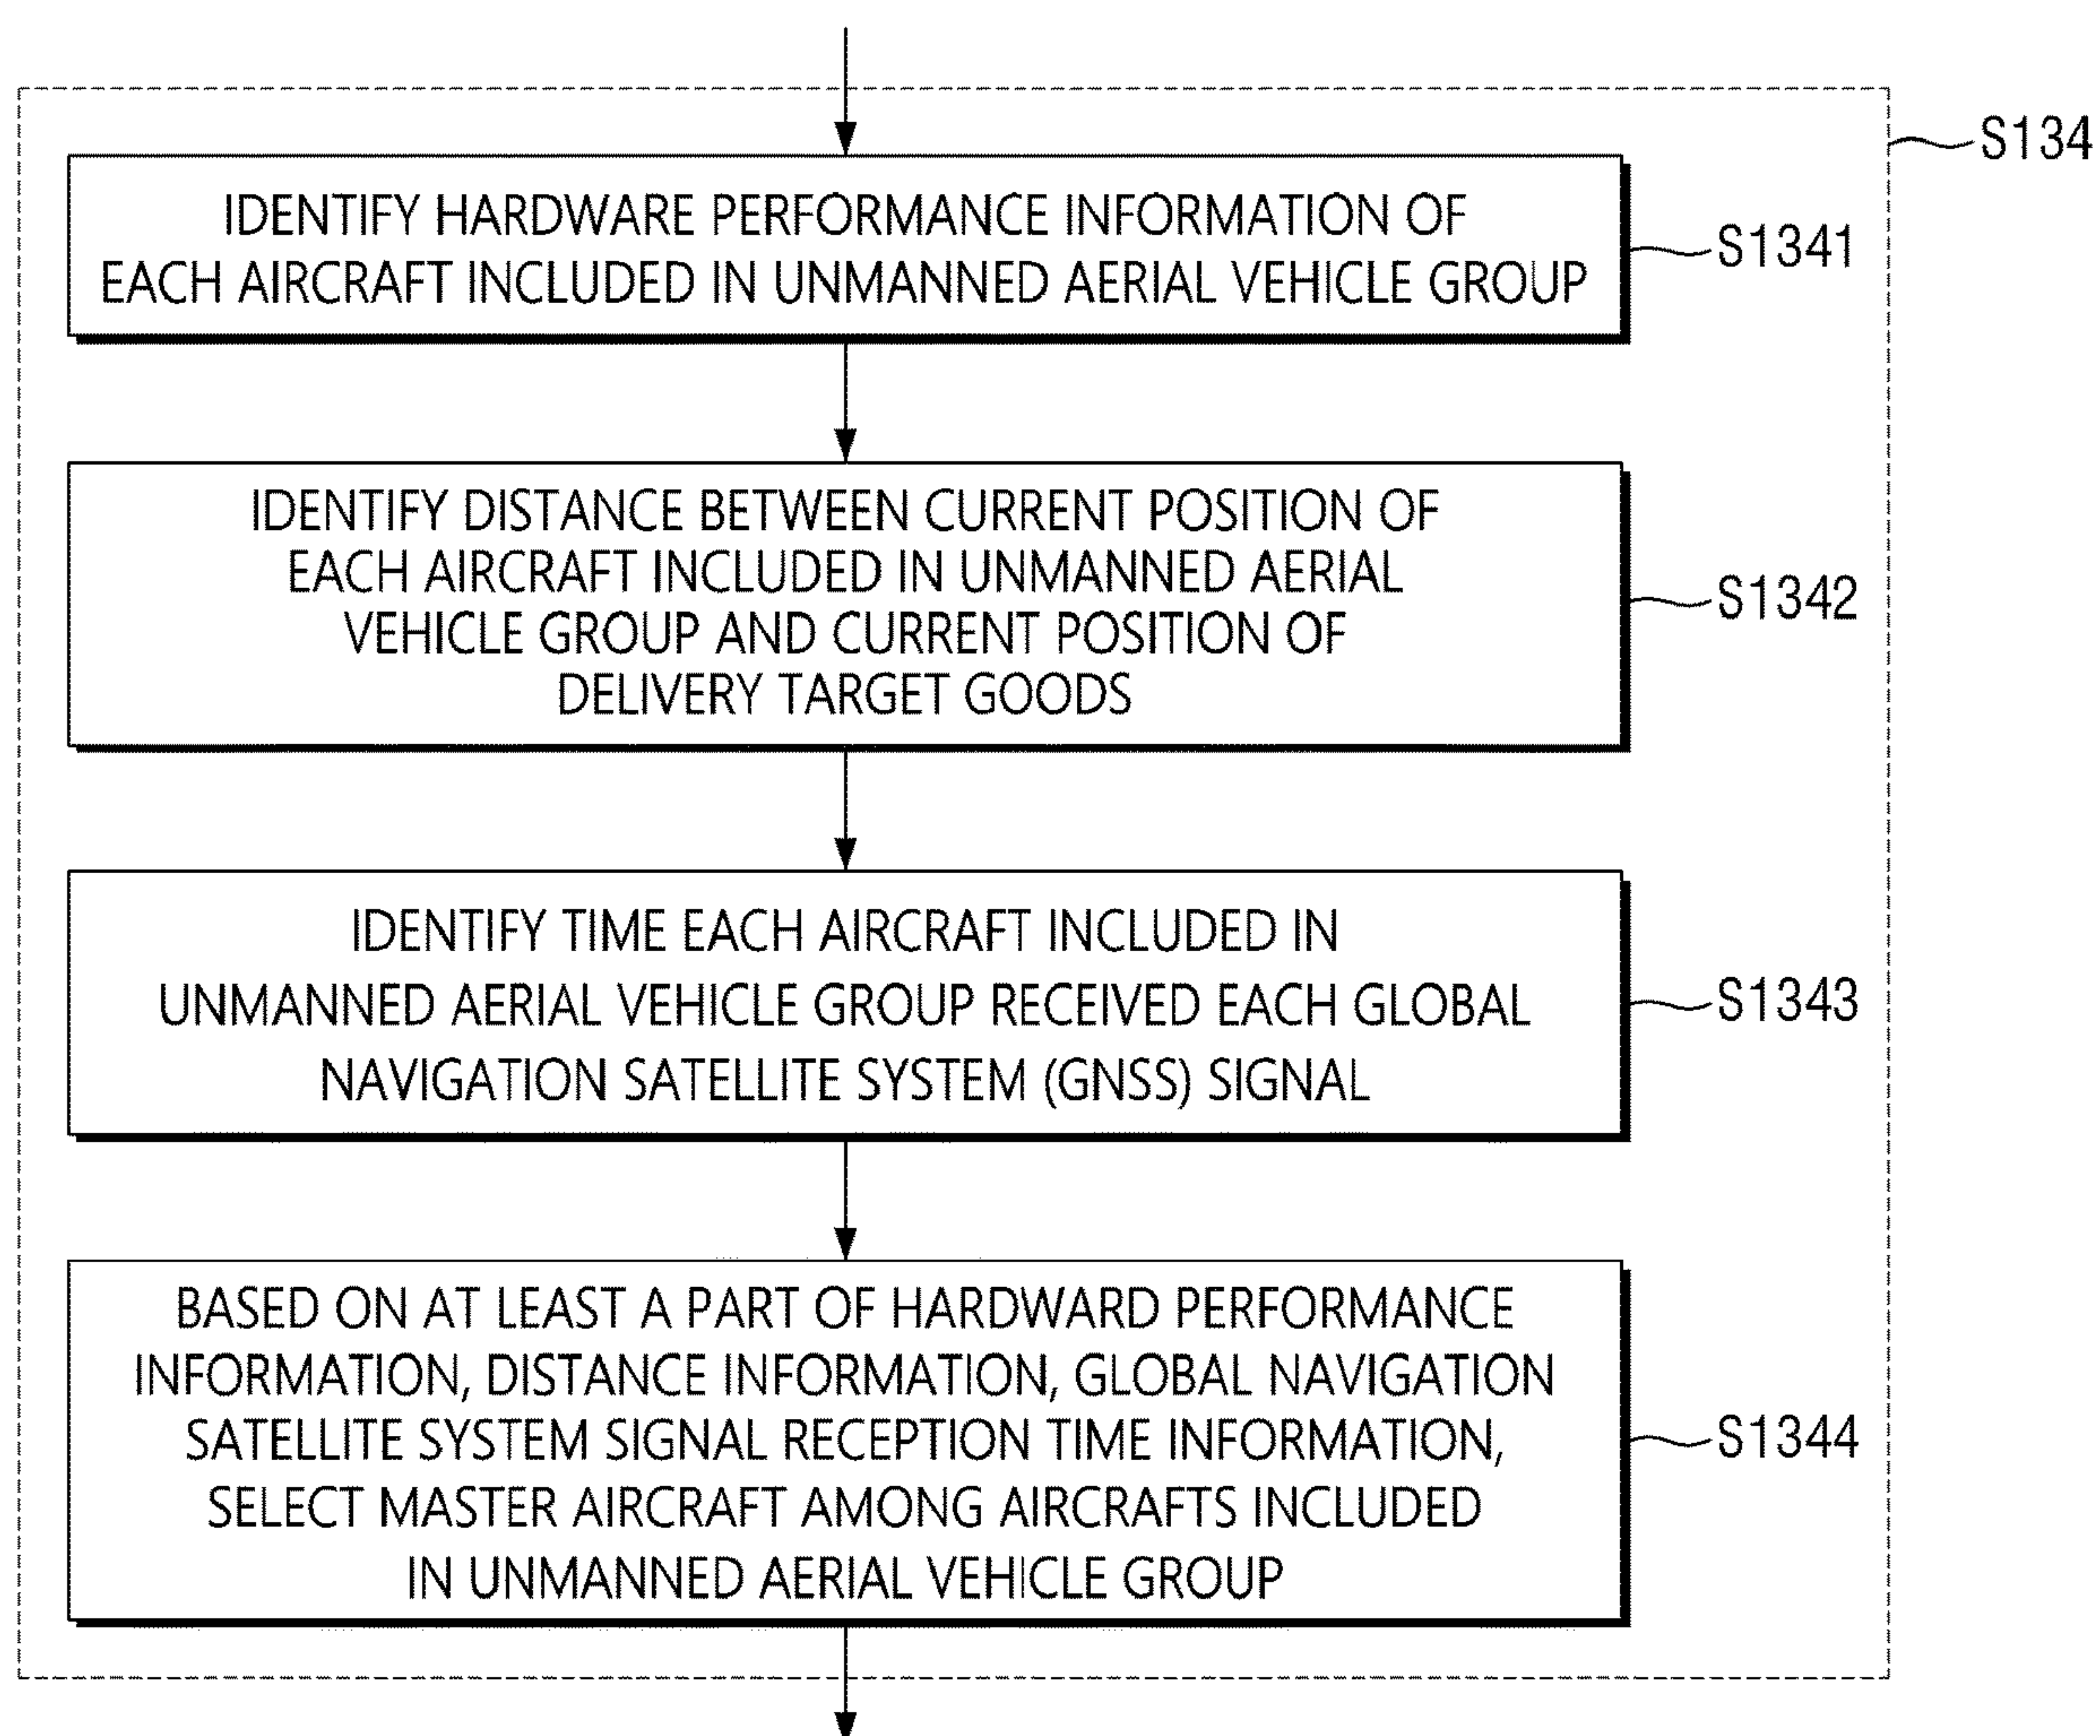 S134
IDENTIFY HARDWARE PERFORMANCE INFORMATION OF
EACH AIRCRAFT INCLUDED IN UNMANNED AERIAL VEHICLE GROUP
S1341
IDENTIFY DISTANCE BETWEEN CURRENT POSITION OF
EACH AIRCRAFT INCLUDED IN UNMANNED AERIAL
VEHICLE GROUP AND CURRENT POSITION OF
DELIVERY TARGET GOODS
S1342
IDENTIFY TIME EACH AIRCRAFT INCLUDED IN
UNMANNED AERIAL VEHICLE GROUP RECEIVED EACH GLOBAL
NAVIGATION SATELLITE SYSTEM (GNSS) SIGNAL
S1343
BASED ON AT LEAST A PART OF HARDWARD PERFORMANCE
INFORMATION, DISTANCE INFORMATION, GLOBAL NAVIGATION
SATELLITE SYSTEM SIGNAL RECEPTION TIME INFORMATION,
SELECT MASTER AIRCRAFT AMONG AIRCRAFTS INCLUDED
IN UNMANNED AERIAL VEHICLE GROUP
S1344